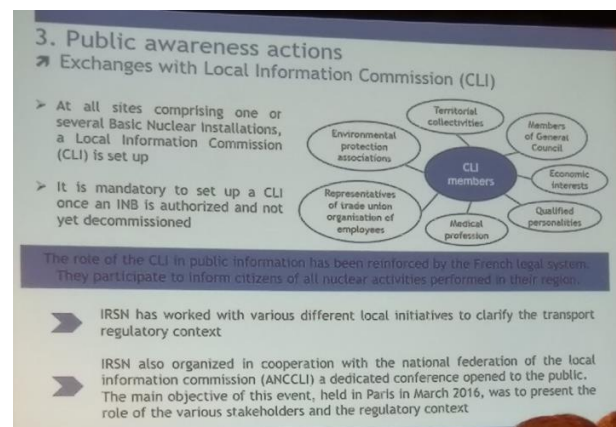 3. Public awareness actions
Exchanges with Local Information Commission (CLI)
At all sites comprising one or
several Basic Nuclear Installations,
a Local Information Commission
(CLI) is set up
It is mandatory to set up a CLI
once an INB is authorized and not
yet decommissioned
Territorial
collectivities
Members
of General
Council
Economic
interests
Qualified
personalities
Medical
profession
Representatives
of trade union
organisation of
employees
Environmental
protection
associations
CLI
members
The role of the CLI in public information has been reinforced by the French legal system.
They participate to inform citizens of all nuclear activities performed in their region.
IRSN has worked with various different local initiatives to clarify the transport
regulatory context
IRSN also organized in cooperation with the national federation of the local
information commission (ANCCLI) a dedicated conference opened to the public.
The main objective of this event, held in Paris in March 2016, was to present the
role of the various stakeholders and the regulatory context